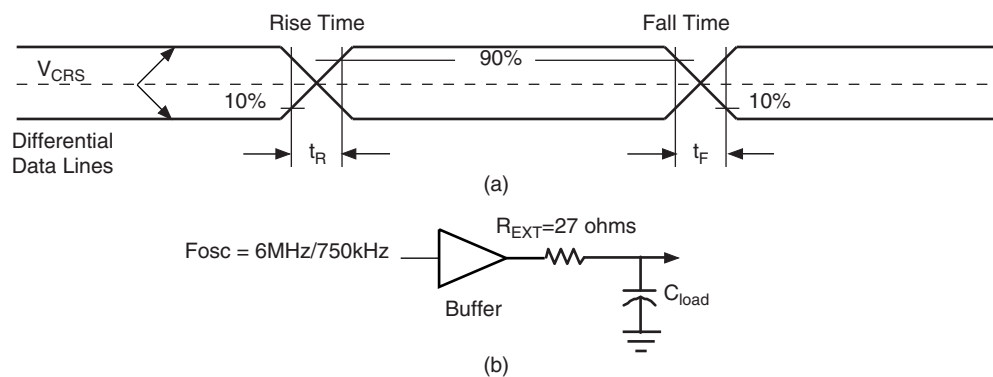 Rise Time
Fall Time
V_CRS
90%
10%
10%
Differential
Data Lines
t_R
t_F
(a)
R_EXT=27 ohms
Fosc = 6MHz/750kHz
C_load
Buffer
(b)